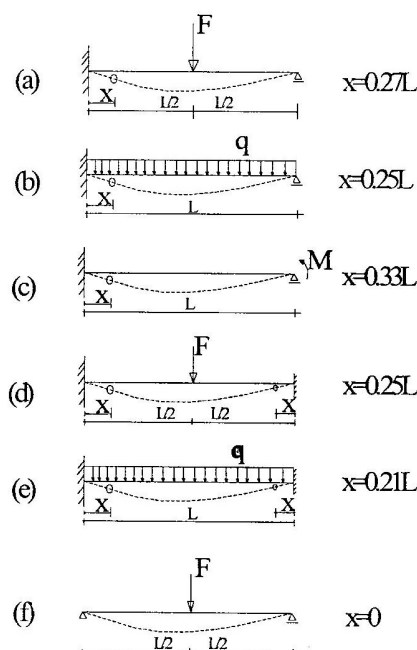 F
(a)
x=0.27L
X
L/2
L/2
q
(b)
x=0.25L
X
L
M
(c)
x=0.33L
X
L
F
(d)
x=0.25L
X
L/2
L/2
X
q
(e)
x=0.21L
X
L
X
F
(f)
x=0
L/2
L/2